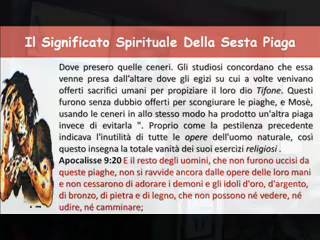 Il Significato Spirituale Della Sesta Piaga
Dove presero quelle ceneri. Gli studiosi concordano che essa
venne presa dall'altare dove gli egizi su cui a volte venivano
offerti sacrifici umani per propiziare il loro dio Tifone. Questi
furono senza dubbio offerti per scongiurare le piaghe, e Mosè,
usando le ceneri in allo stesso modo ha prodotto un'altra piaga
invece di evitarla ". Proprio come la pestilenza precedente
indicava l'inutilità di tutte le opere dell'uomo naturale, così
questo insegna la totale vanità dei suoi esercizi religiosi .
Apocalisse 9:20 E il resto degli uomini, che non furono uccisi da
queste piaghe, non si ravvide ancora dalle opere delle loro mani
e non cessarono di adorare i demoni e gli idoli d'oro, d'argento,
di bronzo, di pietra e di legno, che non possono né vedere, né
udire, né camminare;